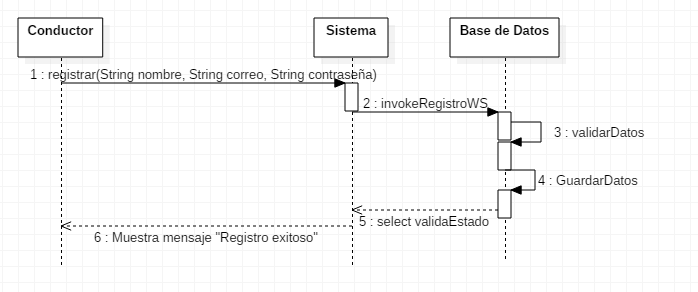 Conductor
Sistema
Base de Datos
1 : registrar(String nombre, String correo, String contraseña)
2 : invokeRegistroWS
3 : validarDatos
4 : GuardarDatos
5 : select validaEstado
6 : Muestra mensaje "Registro exitoso"